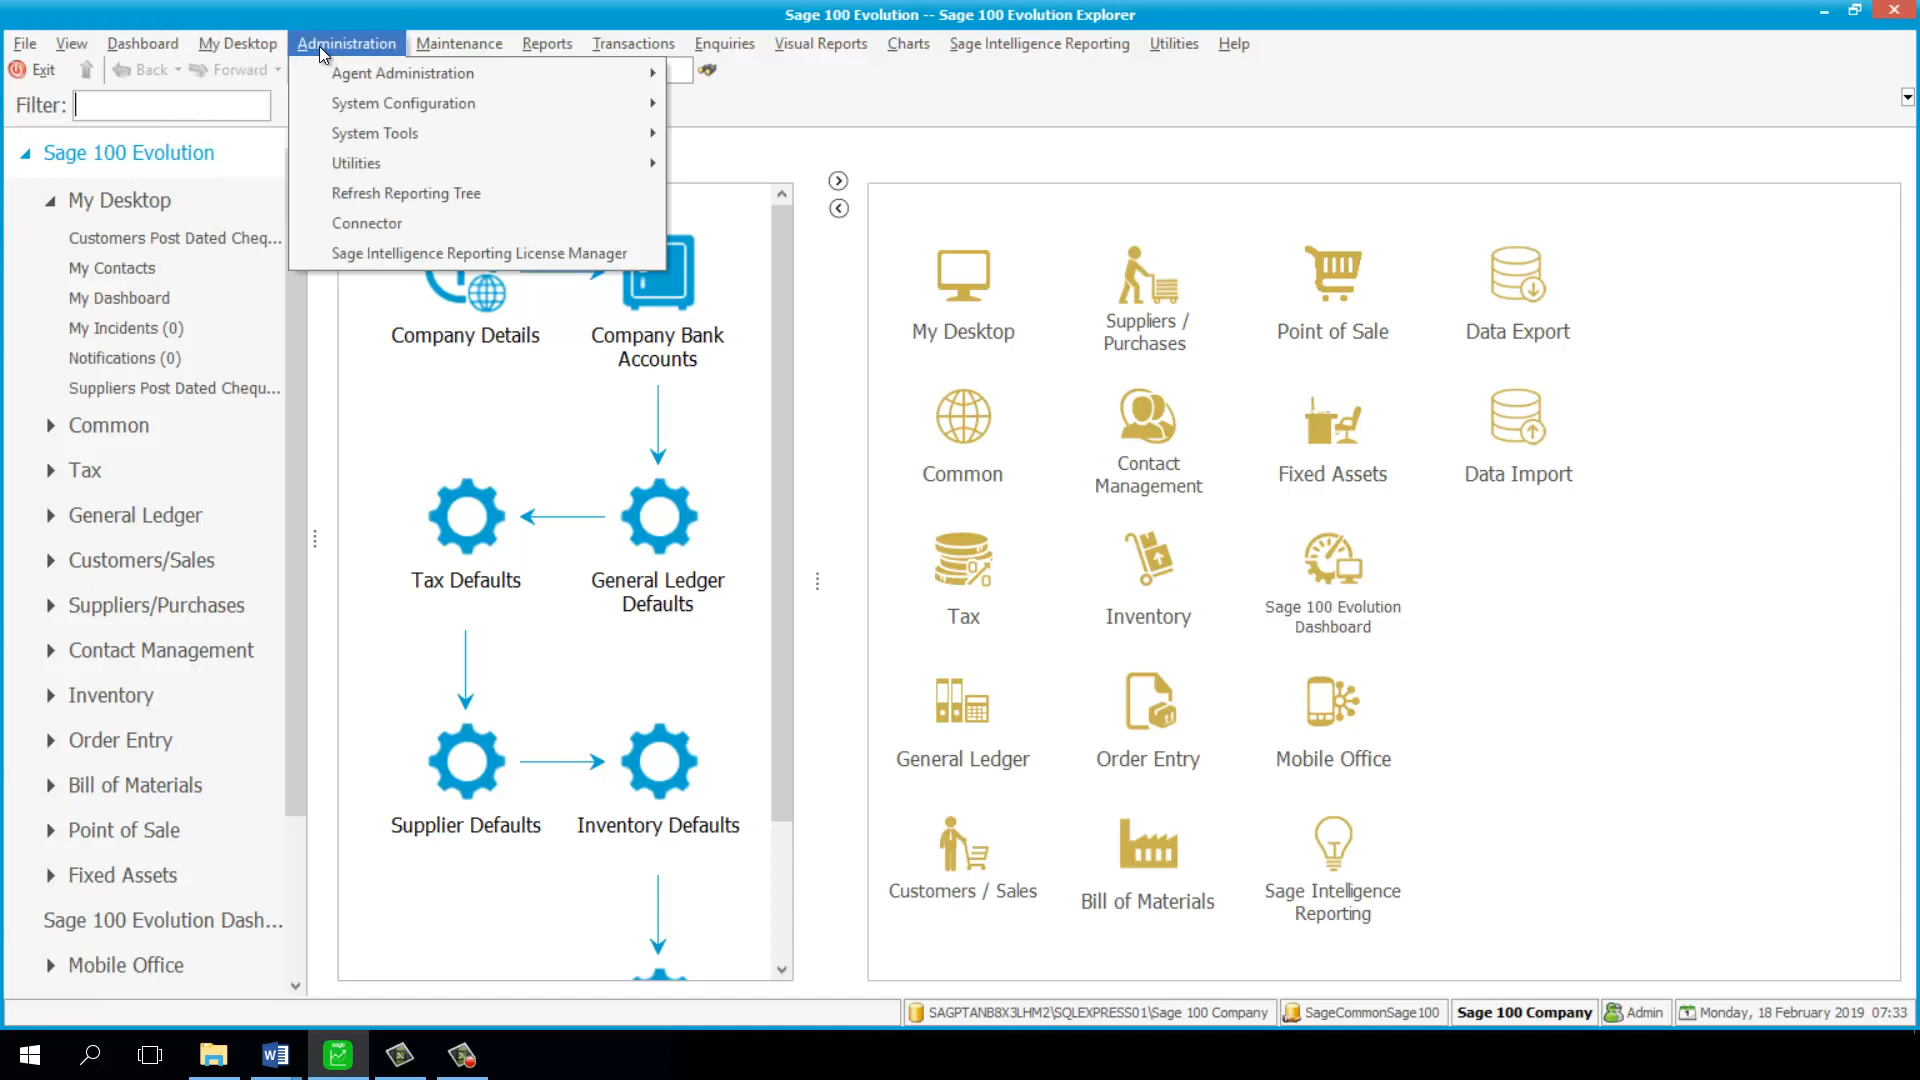 Sage 100 Evolution -- Sage 100 Evolution Explorer
File View Dashboard My Desktop Administration Maintenance Reports Transactions Enquiries Visual Reports Charts Sage Intelligence Reporting Utilities Help
Exit Back Forward
Filter:
Agent Administration
System Configuration
System Tools
Utilities
Refresh Reporting Tree
Connector
Sage Intelligence Reporting License Manager
Sage 100 Evolution
My Desktop
Customers Post Dated Cheq...
My Contacts
My Dashboard
My Incidents (0)
Notifications (0)
Suppliers Post Dated Chequ...
Common
Tax
General Ledger
Customers/Sales
Suppliers/Purchases
Contact Management
Inventory
Order Entry
Bill of Materials
Point of Sale
Fixed Assets
Sage 100 Evolution Dash...
Mobile Office
Company Details
Company Bank
Accounts
Tax Defaults
General Ledger
Defaults
Supplier Defaults
Inventory Defaults
My Desktop
Suppliers /
Purchases
Point of Sale
Data Export
Common
Contact
Management
Fixed Assets
Data Import
Tax
Inventory
Sage 100 Evolution
Dashboard
General Ledger
Order Entry
Mobile Office
Customers / Sales
Bill of Materials
Sage Intelligence
Reporting
SAGPTANB8X3LHM2\SQLEXPRESS01\Sage 100 Company SageCommonSage100 Sage 100 Company Admin Monday, 18 February 2019 07:33